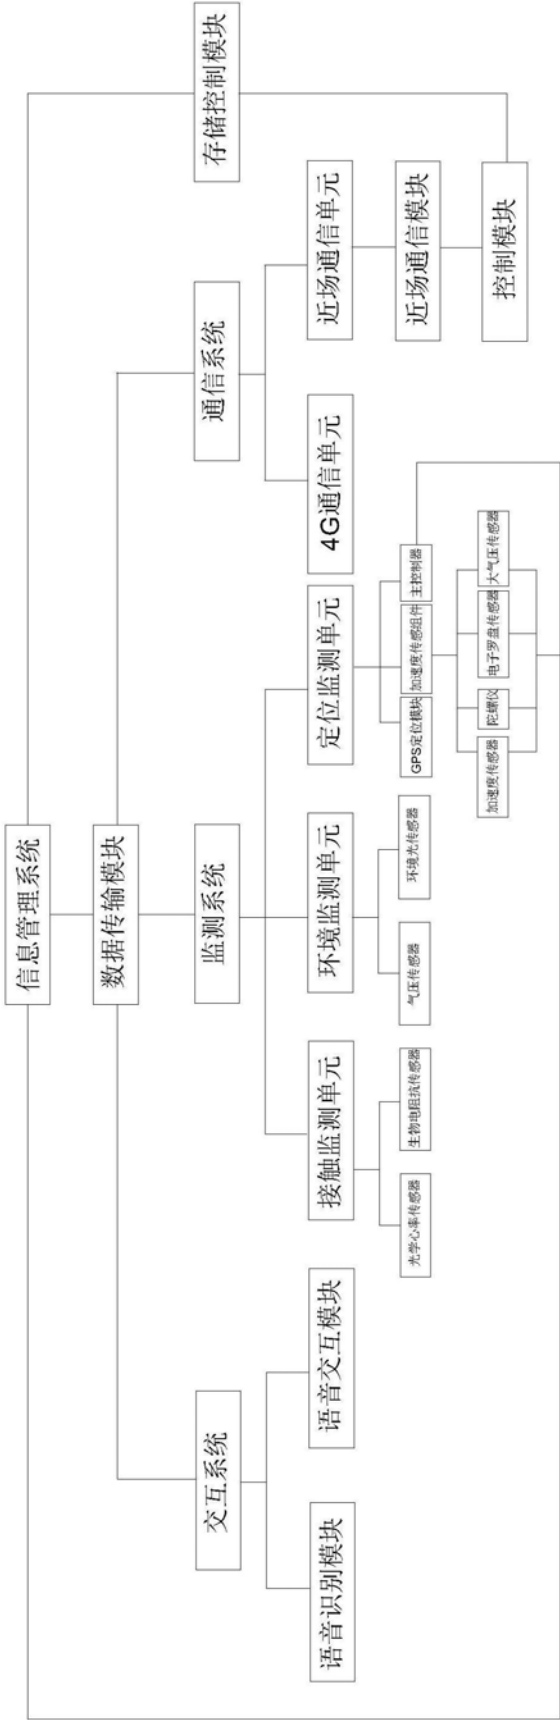 信息管理系统
数据传输模块
交互系统
监测系统
通信系统
存储控制模块
语音识别模块
语音交互模块
接触监测单元
环境监测单元
定位监测单元
4G通信单元
近场通信单元
光学心率传感器
生物电阻抗传感器
气压传感器
环境光传感器
GPS定位模块
加速度传感组件
主控制器
近场通信模块
加速度传感器
陀螺仪
电子罗盘传感器
大气压传感器
控制模块